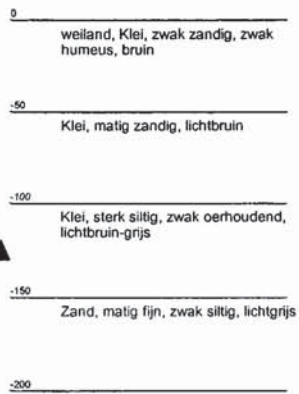 0
weiland, Klei, zwak zandig, zwak
humeus, bruin
-50
Klei, matig zandig, lichtbruin
-100
Klei, sterk siltig, zwak oerhoudend,
lichtbruin-grijs
-150
Zand, matig fijn, zwak siltig, lichtgrijs
-200